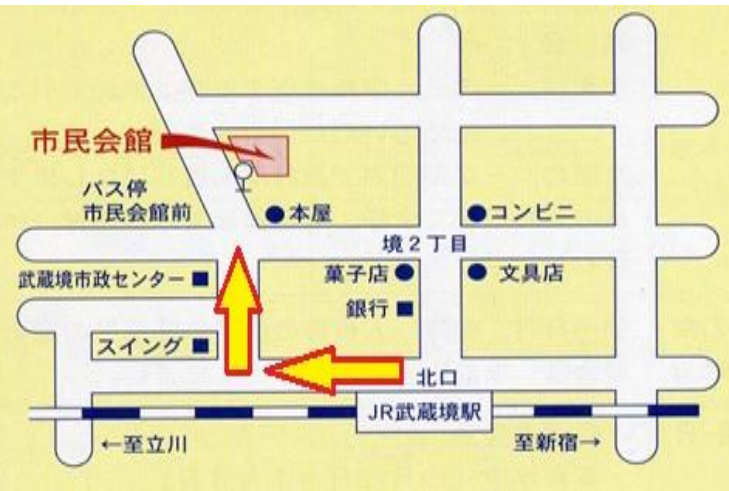 市民会館
バス停
市民会館前
本屋
コンビニ
境2丁目
武蔵境市政センター
菓子店
文具店
銀行
スイング
北口
JR武蔵境駅
←至立川
至新宿→